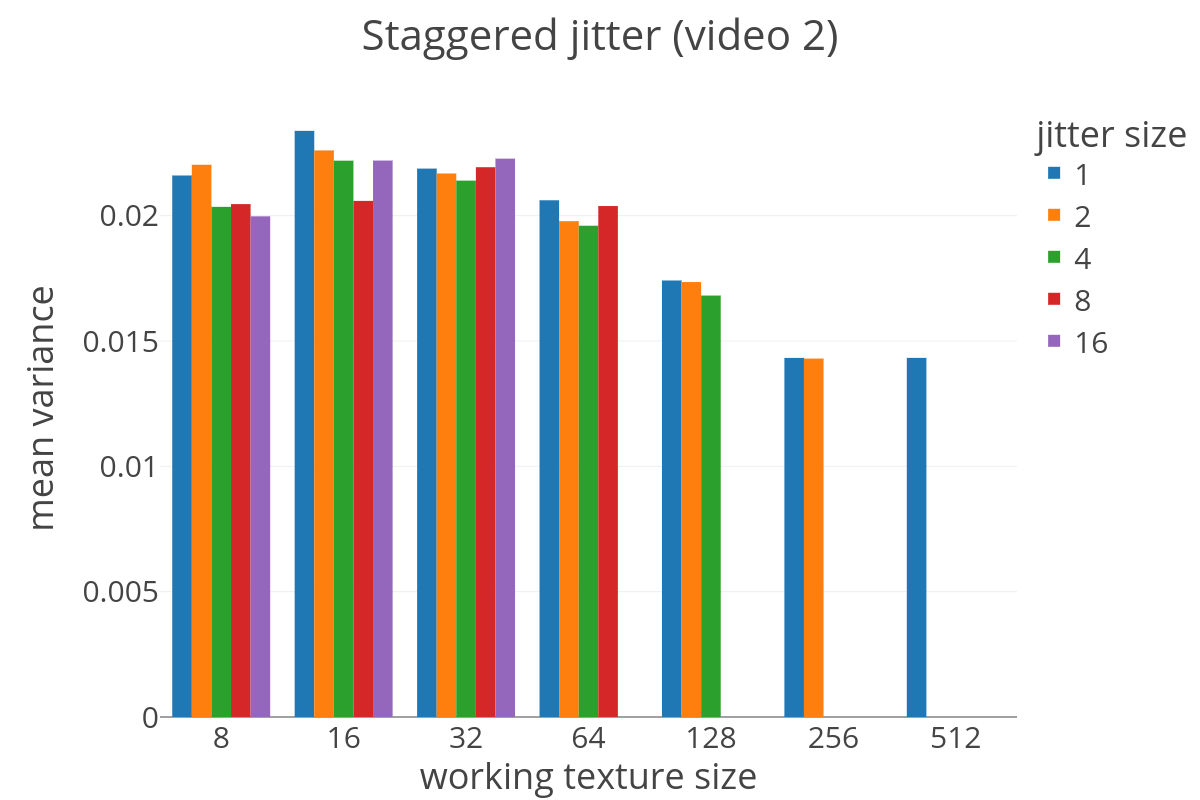 Staggered jitter (video 2)
jitter size
1
2
4
8
16
mean variance
0.02
0.015
0.01
0.005
0
8 16 32 64 128 256 512
working texture size